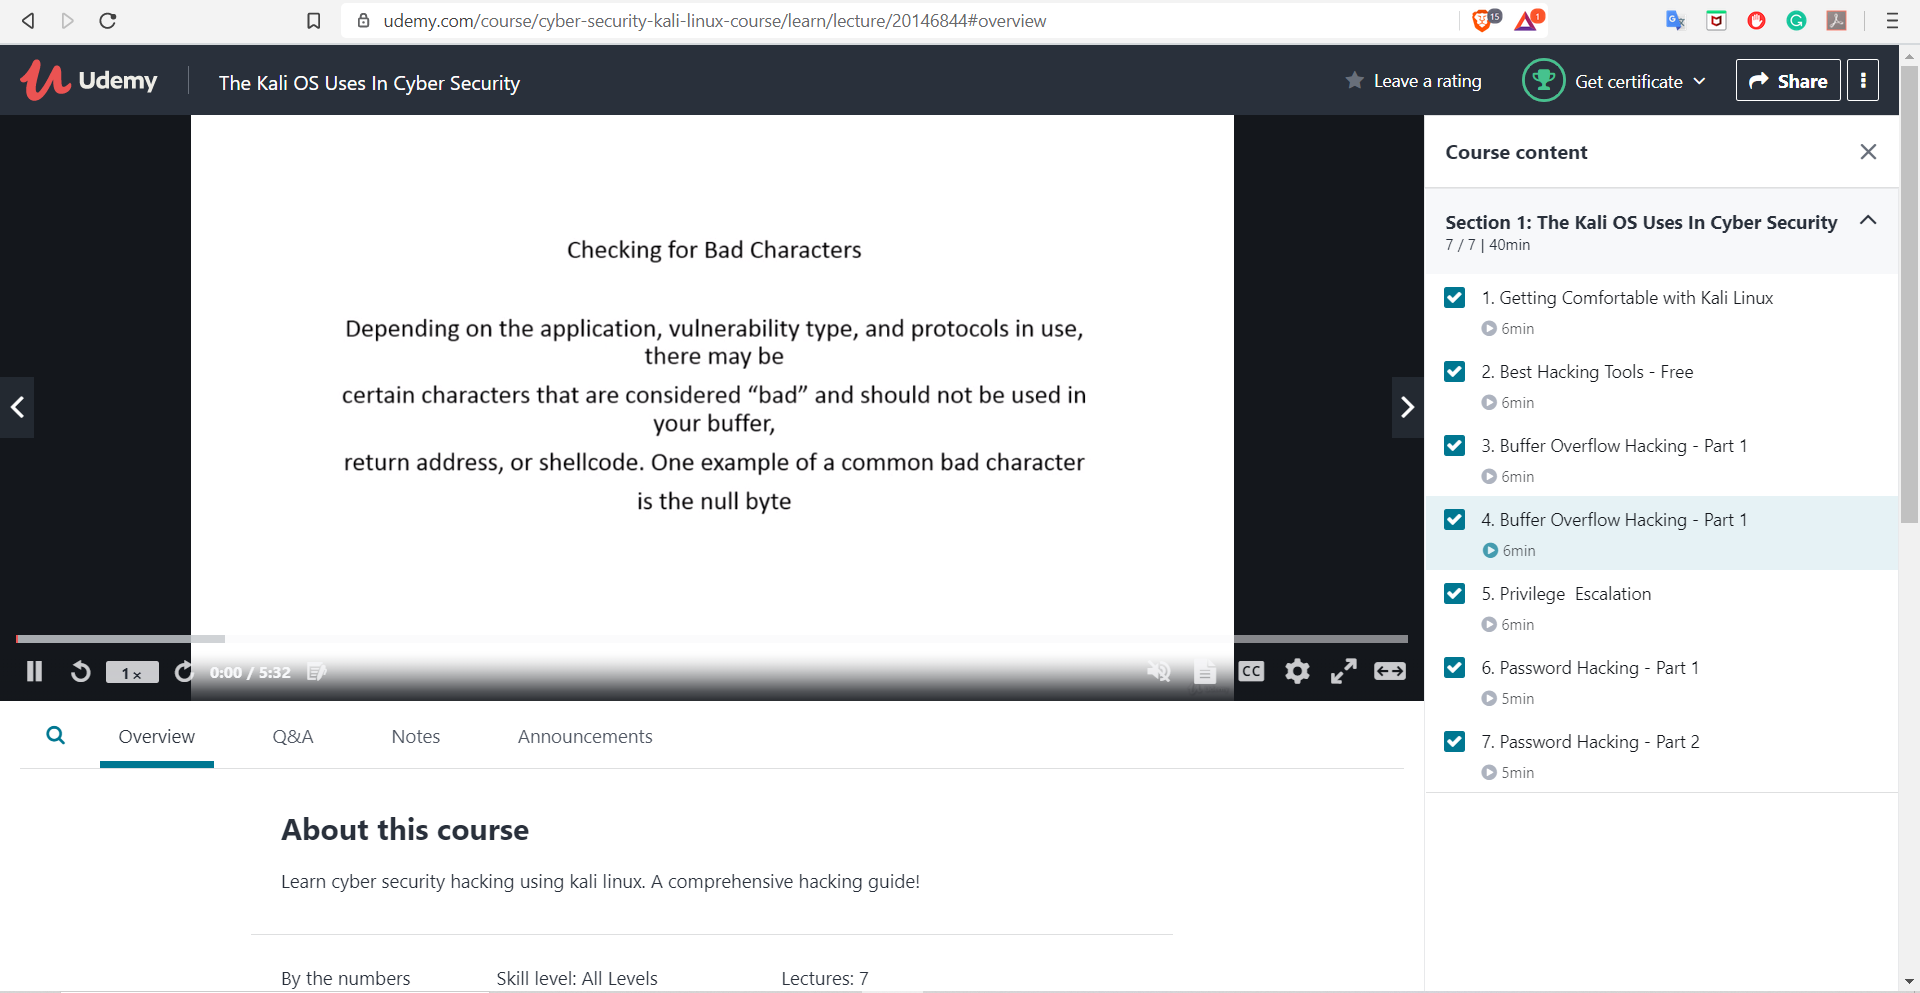 udemy.com/course/cyber-security-kali-linux-course/learn/lecture/20146844#overview
15
1
Udemy
The Kali OS Uses In Cyber Security
Leave a rating
Get certificate
Share
Checking for Bad Characters
Depending on the application, vulnerability type, and protocols in use,
there may be
certain characters that are considered “bad” and should not be used in
your buffer,
return address, or shellcode. One example of a common bad character
is the null byte
1x
0:00 / 5:32
CC
Course content
Section 1: The Kali OS Uses In Cyber Security
7 / 7 | 40min
1. Getting Comfortable with Kali Linux
6min
2. Best Hacking Tools - Free
6min
3. Buffer Overflow Hacking - Part 1
6min
4. Buffer Overflow Hacking - Part 1
6min
5. Privilege  Escalation
6min
6. Password Hacking - Part 1
5min
7. Password Hacking - Part 2
5min
Overview
Q&A
Notes
Announcements
About this course
Learn cyber security hacking using kali linux. A comprehensive hacking guide!
By the numbers
Skill level: All Levels
Lectures: 7